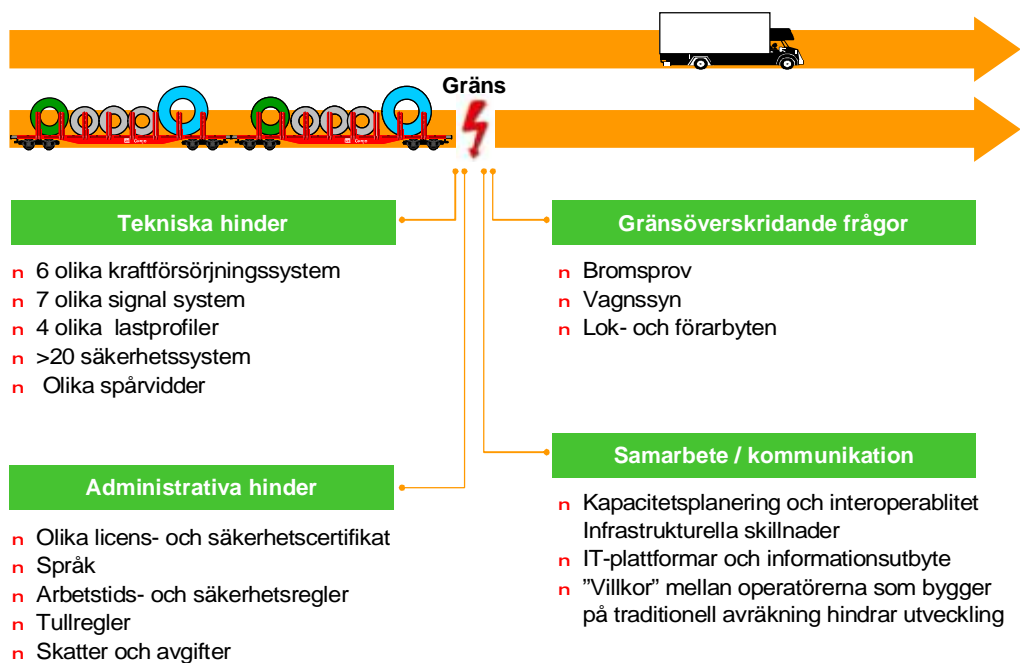 Gräns
Cargo
Cargo
Tekniska hinder
n 6 olika kraftförsörjningssystem
n 7 olika signal system
n 4 olika lastprofiler
n >20 säkerhetssystem
n Olika spårvidder
Gränsöverskridande frågor
n Bromsprov
n Vagnssyn
n Lok- och förarbyten
Administrativa hinder
n Olika licens- och säkerhetscertifikat
n Språk
n Arbetstids- och säkerhetsregler
n Tullregler
n Skatter och avgifter
Samarbete / kommunikation
n Kapacitetsplanering och interoperablitet
Infrastrukturella skillnader
n IT-plattformar och informationsutbyte
n ”Villkor” mellan operatörerna som bygger
på traditionell avräkning hindrar utveckling